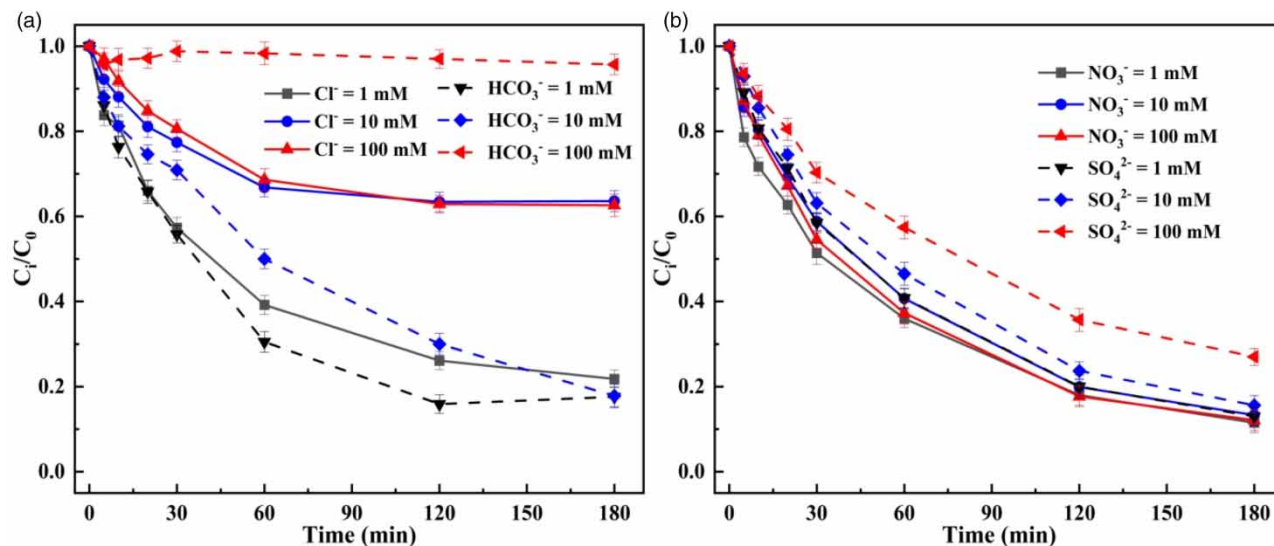 (a)
Cᵢ/C₀
1.0
0.8
0.6
0.4
0.2
0.0
0 30 60 90 120 150 180
Time (min)
Cl⁻ = 1 mM
Cl⁻ = 10 mM
Cl⁻ = 100 mM
HCO₃⁻ = 1 mM
HCO₃⁻ = 10 mM
HCO₃⁻ = 100 mM
(b)
Cᵢ/C₀
1.0
0.8
0.6
0.4
0.2
0.0
0 30 60 90 120 150 180
Time (min)
NO₃⁻ = 1 mM
NO₃⁻ = 10 mM
NO₃⁻ = 100 mM
SO₄²⁻ = 1 mM
SO₄²⁻ = 10 mM
SO₄²⁻ = 100 mM